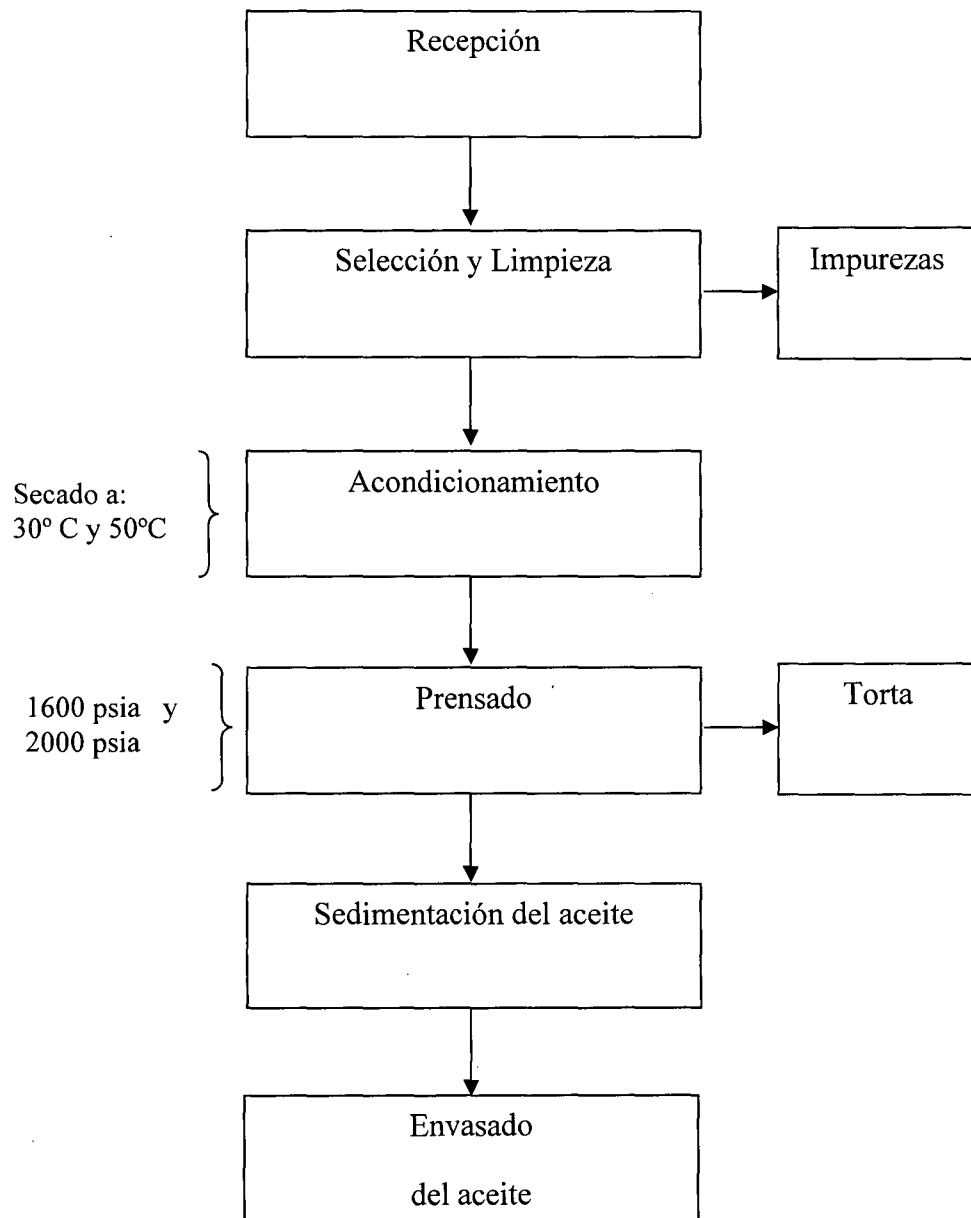 Recepción
Selección y Limpieza
Impurezas
Acondicionamiento
Secado a:
30º C y 50ºC
Prensado
Torta
1600 psia y
2000 psia
Sedimentación del aceite
Envasado
del aceite